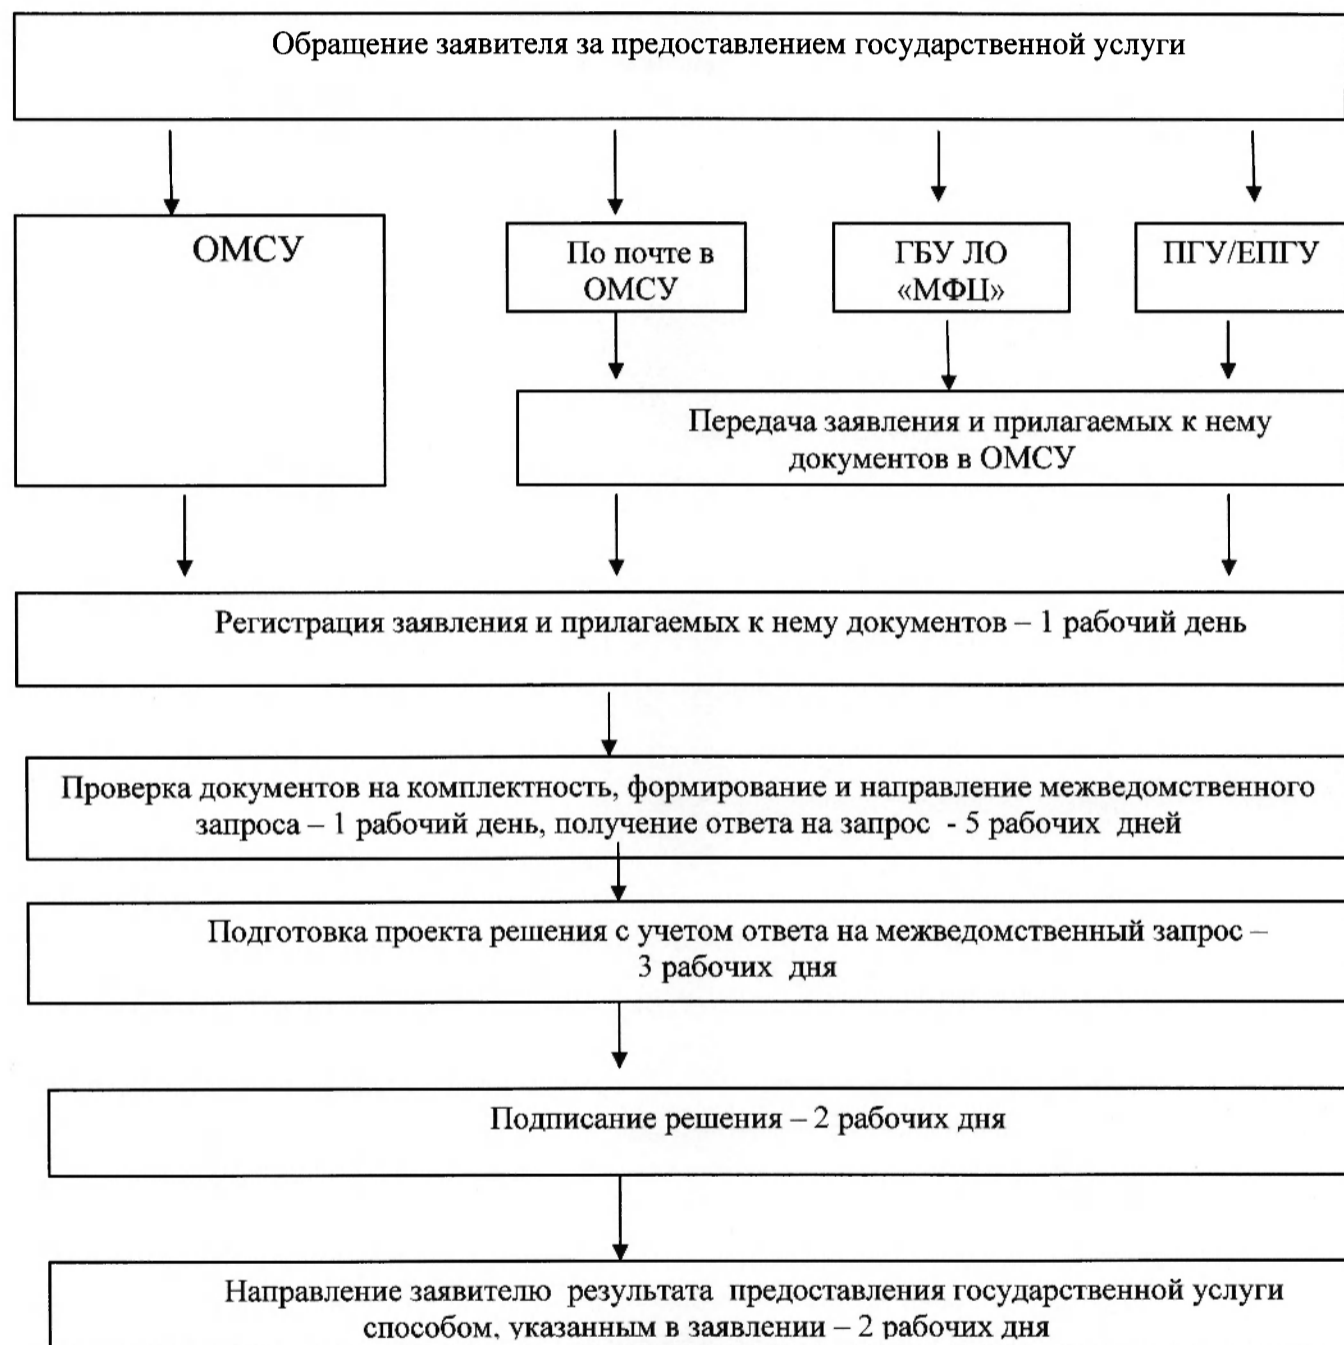 Обращение заявителя за предоставлением государственной услуги
ОМСУ
По почте в
ОМСУ
ГБУ ЛО
«МФЦ»
ПГУ/ЕПГУ
Передача заявления и прилагаемых к нему
документов в ОМСУ
Регистрация заявления и прилагаемых к нему документов – 1 рабочий день
Проверка документов на комплектность, формирование и направление межведомственного
запроса – 1 рабочий день, получение ответа на запрос - 5 рабочих дней
Подготовка проекта решения с учетом ответа на межведомственный запрос –
3 рабочих дня
Подписание решения – 2 рабочих дня
Направление заявителю результата предоставления государственной услуги
способом, указанным в заявлении – 2 рабочих дня